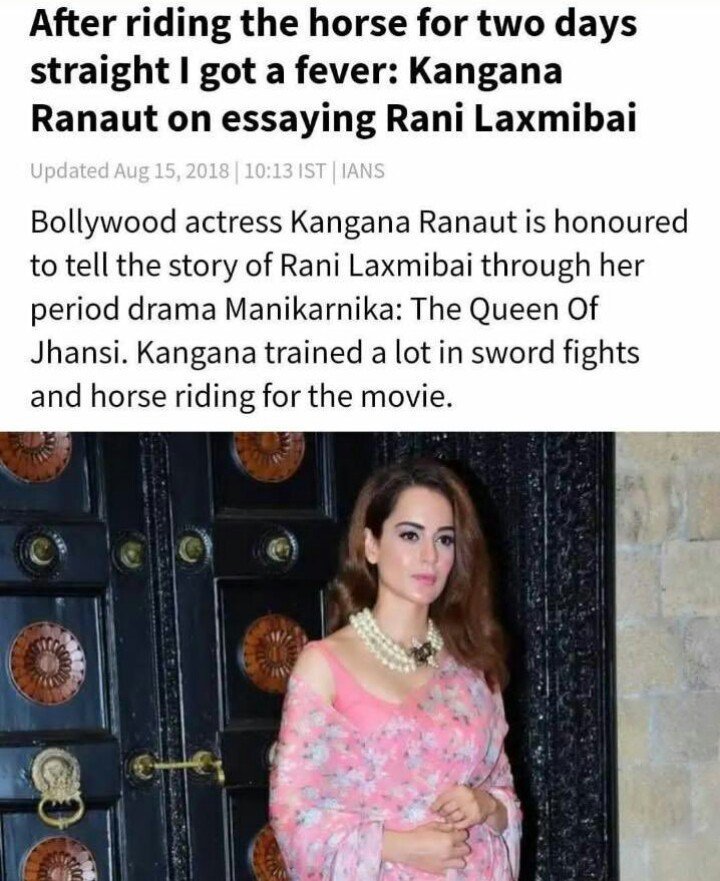 After riding the horse for two days
straight I got a fever: Kangana
Ranaut on essaying Rani Laxmibai
Updated Aug 15, 2018 | 10:13 IST | IANS
Bollywood actress Kangana Ranaut is honoured
to tell the story of Rani Laxmibai through her
period drama Manikarnika: The Queen Of
Jhansi. Kangana trained a lot in sword fights
and horse riding for the movie.